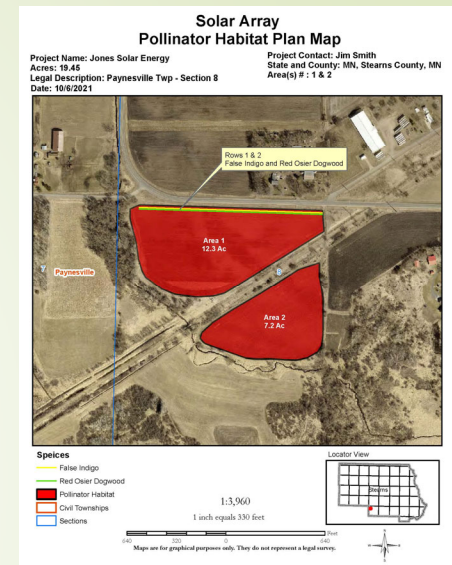 Solar Array
Pollinator Habitat Plan Map
Project Name: Jones Solar Energy
Acres: 19.45
Legal Description: Paynesville Twp - Section 8
Date: 10/6/2021
Project Contact: Jim Smith
State and County: MN, Stearns County, MN
Area(s) # : 1 & 2
Rows 1 & 2
False Indigo and Red Osier Dogwood
Area 1
12.3 Ac
7
Paynesville
8
Area 2
7.2 Ac
Speices
False Indigo
Red Osier Dogwood
Pollinator Habitat
Civil Townships
Sections
1:3,960
1 inch equals 330 feet
Feet
640
320
0
640
Maps are for graphical purposes only. They do not represent a legal survey.
Locator View
Stearns